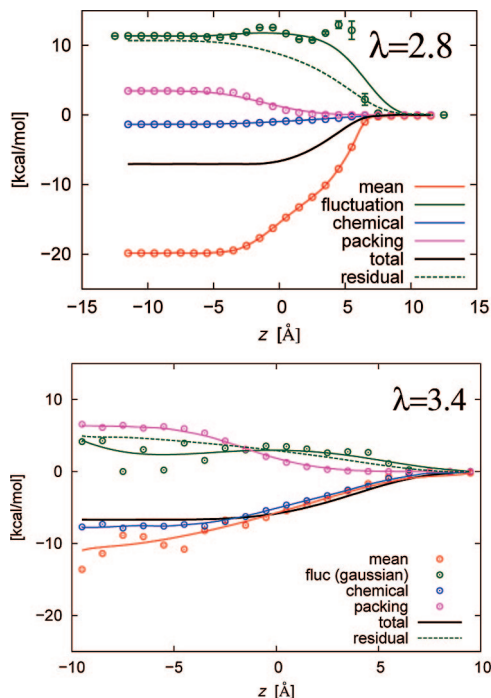 λ=2.8
10
0
−10
−20
[kcal/mol]
mean
fluctuation
chemical
packing
total
residual
−15 −10 −5 0 5 10 15
z [Å]
λ=3.4
20
10
0
−10
−20
[kcal/mol]
mean
fluc (gaussian)
chemical
packing
total
residual
−10 −5 0 5 10
z [Å]